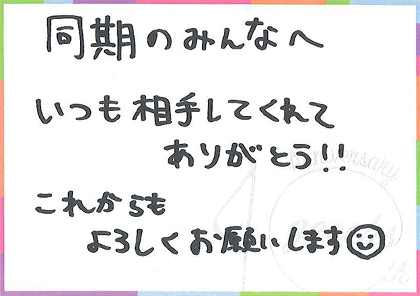 同期のみんなへ
いつも相手してくれて
ありがとう!!
これからも
よろしくお願いします